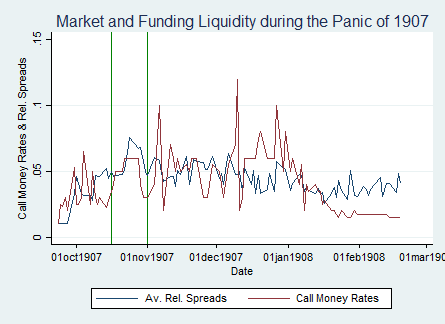 Market and Funding Liquidity during the Panic of 1907
Call Money Rates & Rel. Spreads
.15
.1
.05
0
01oct1907 01nov1907 01dec1907 01jan1908 01feb1908 01mar190
Date
Av. Rel. Spreads Call Money Rates